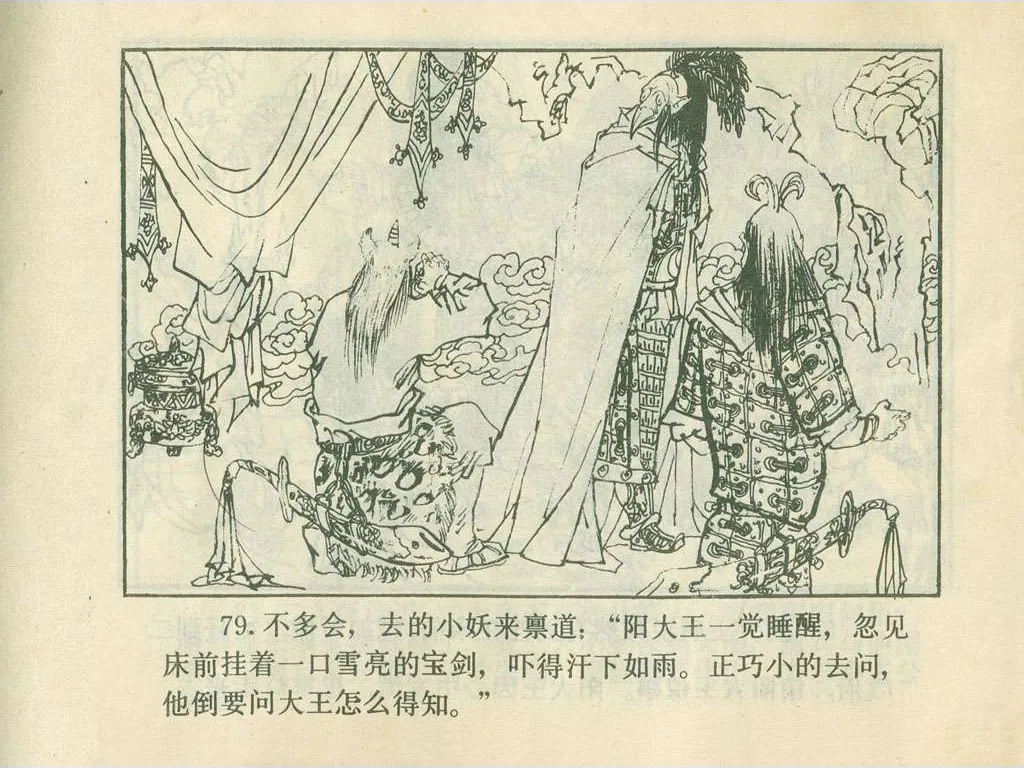 79. 不多会，去的小妖来禀道：“阳大王一觉睡醒，忽见
床前挂着一口雪亮的宝剑，吓得汗下如雨。正巧小的去问，
他倒要问大王怎么得知。”